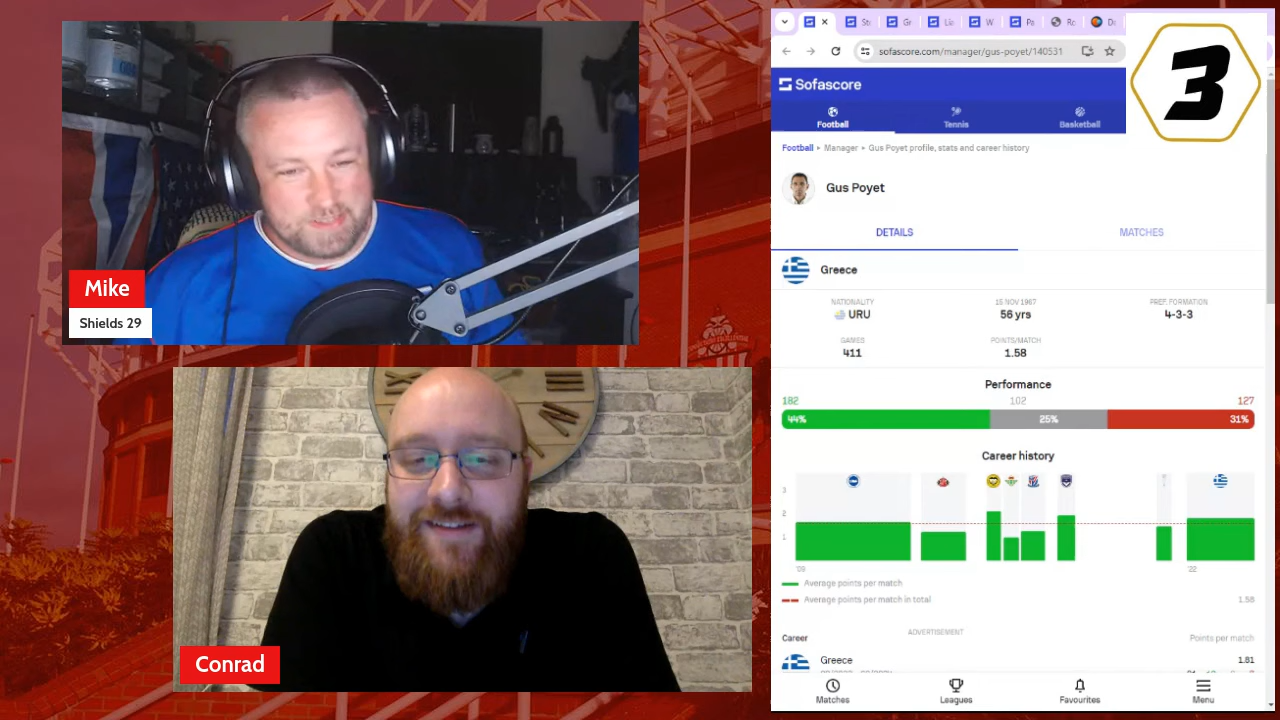 Mike
Shields 29
Conrad
3
sofascore.com/manager/gus-poyet/140531
Sofascore
Football
Tennis
Basketball
Football ▸ Manager ▸ Gus Poyet profile, stats and career history
Gus Poyet
DETAILS
MATCHES
Greece
NATIONALITY
15 NOV 1967
PREF. FORMATION
URU
56 yrs
4-3-3
GAMES
POINTS/MATCH
411
1.58
Performance
182
102
127
44%
25%
31%
Career history
3
2
1
'09
'22
Average points per match
Average points per match in total
1.58
ADVERTISEMENT
Career
Points per match
Greece
1.81
Matches
Leagues
Favourites
Menu